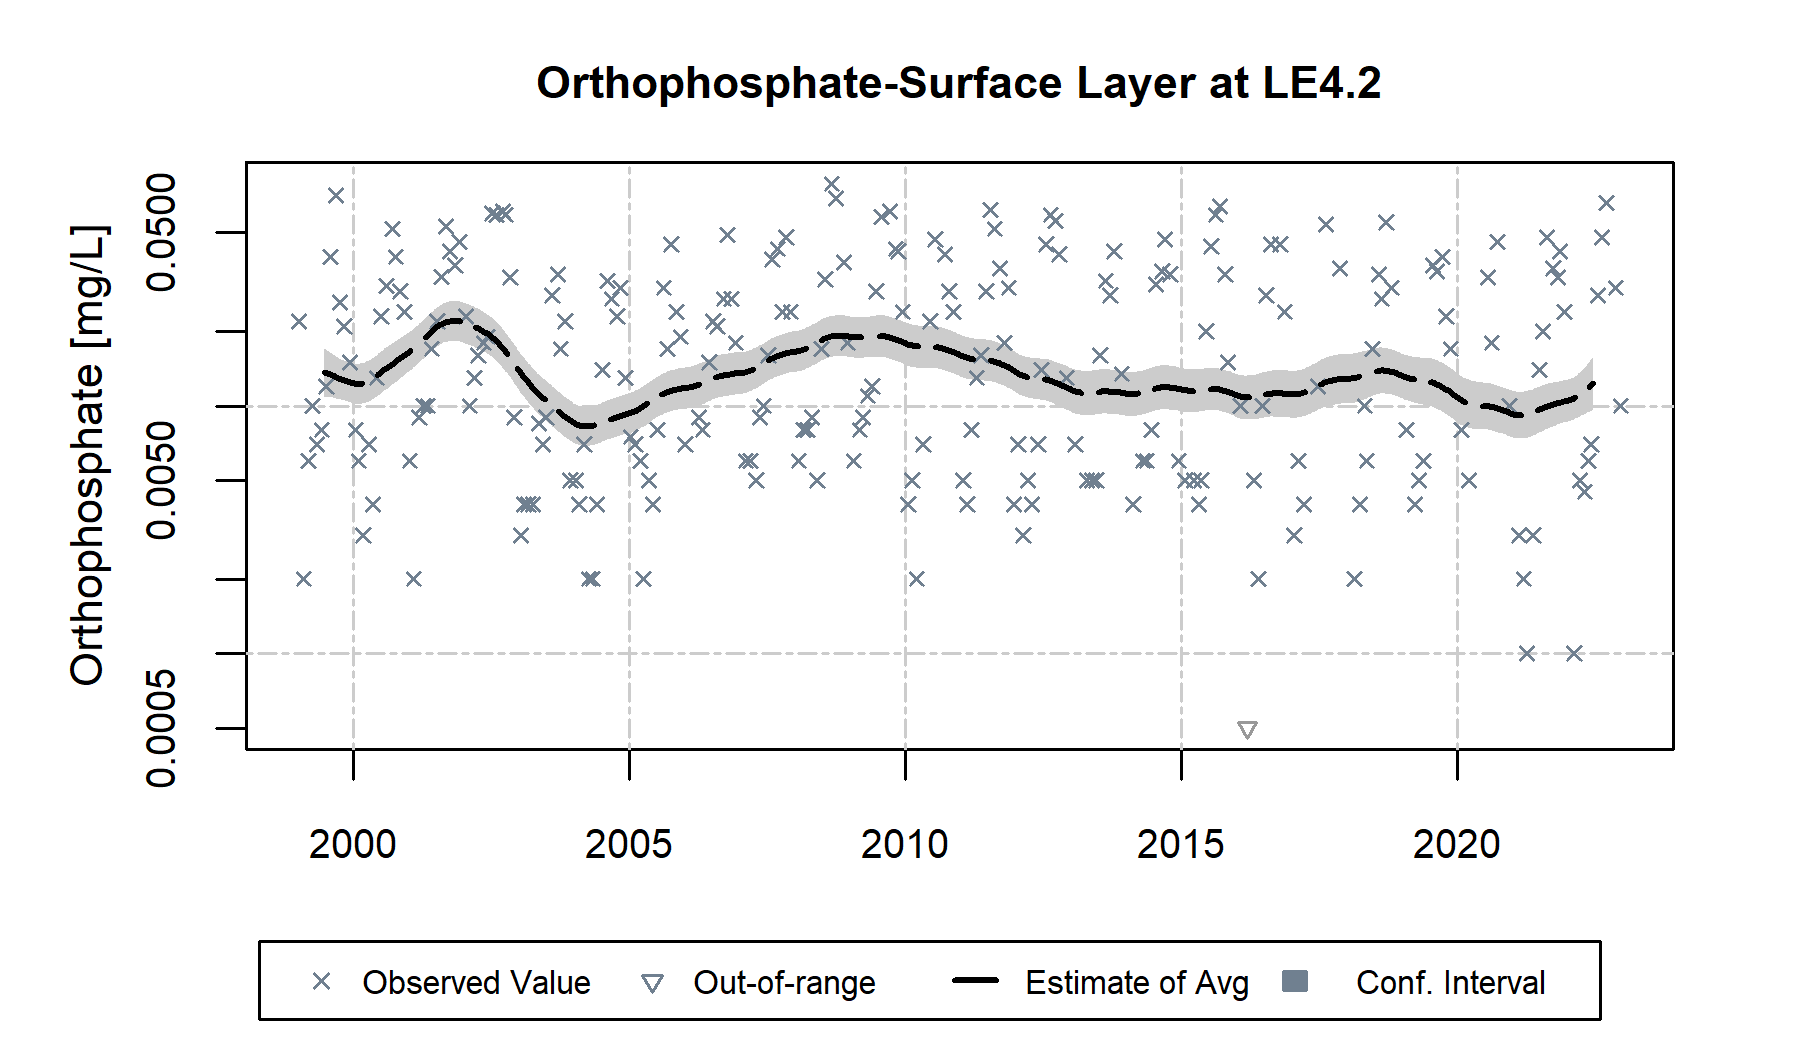 Orthophosphate-Surface Layer at LE4.2
Orthophosphate [mg/L]
0.0500
0.0050
0.0005
2000 2005 2010 2015 2020
Observed Value Out-of-range Estimate of Avg Conf. Interval